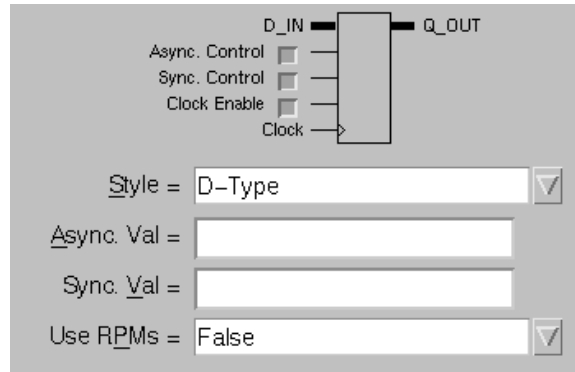 D_IN Q_OUT
Async. Control
Sync. Control
Clock Enable
Clock
Style = D-Type
Async. Val =
Sync. Val =
Use RPMs = False